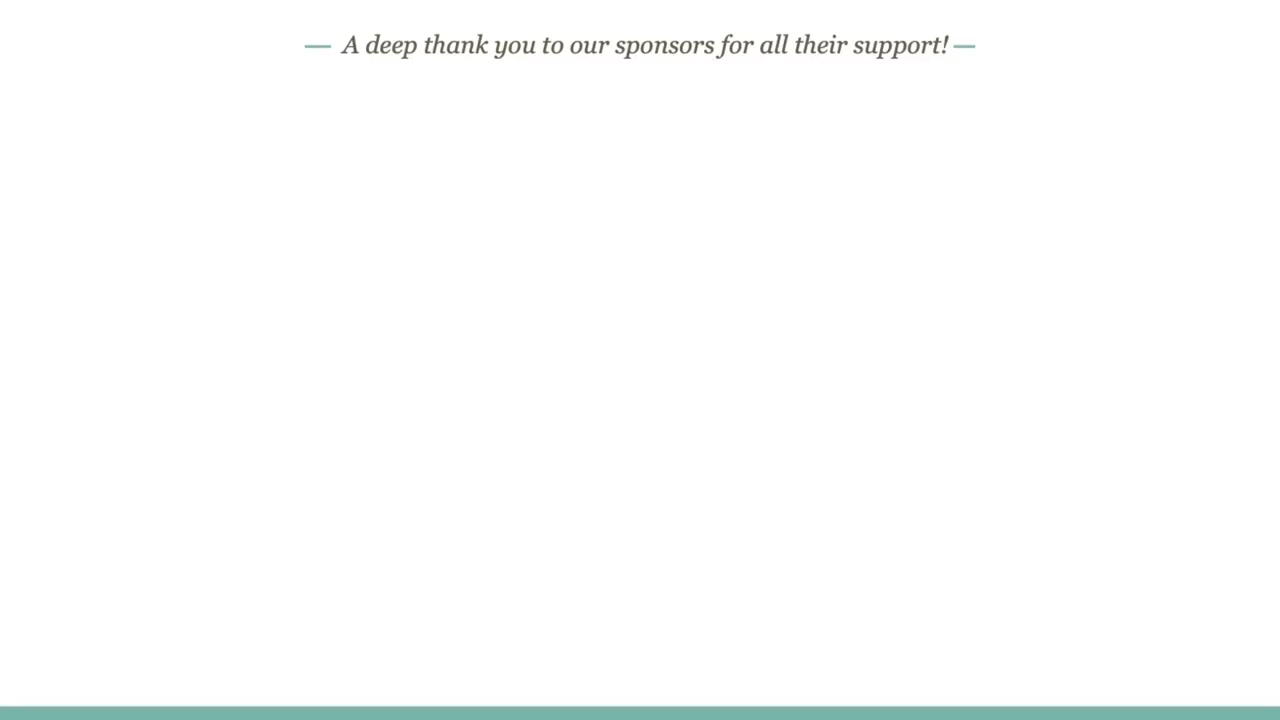 — A deep thank you to our sponsors for all their support! —